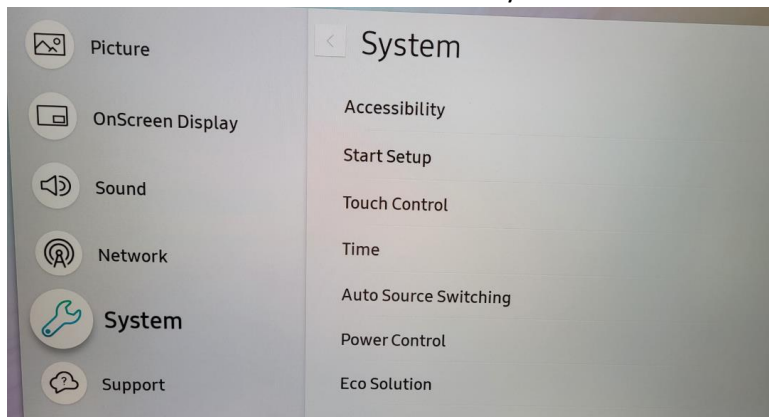 Picture
OnScreen Display
Sound
Network
System
Support
System
Accessibility
Start Setup
Touch Control
Time
Auto Source Switching
Power Control
Eco Solution